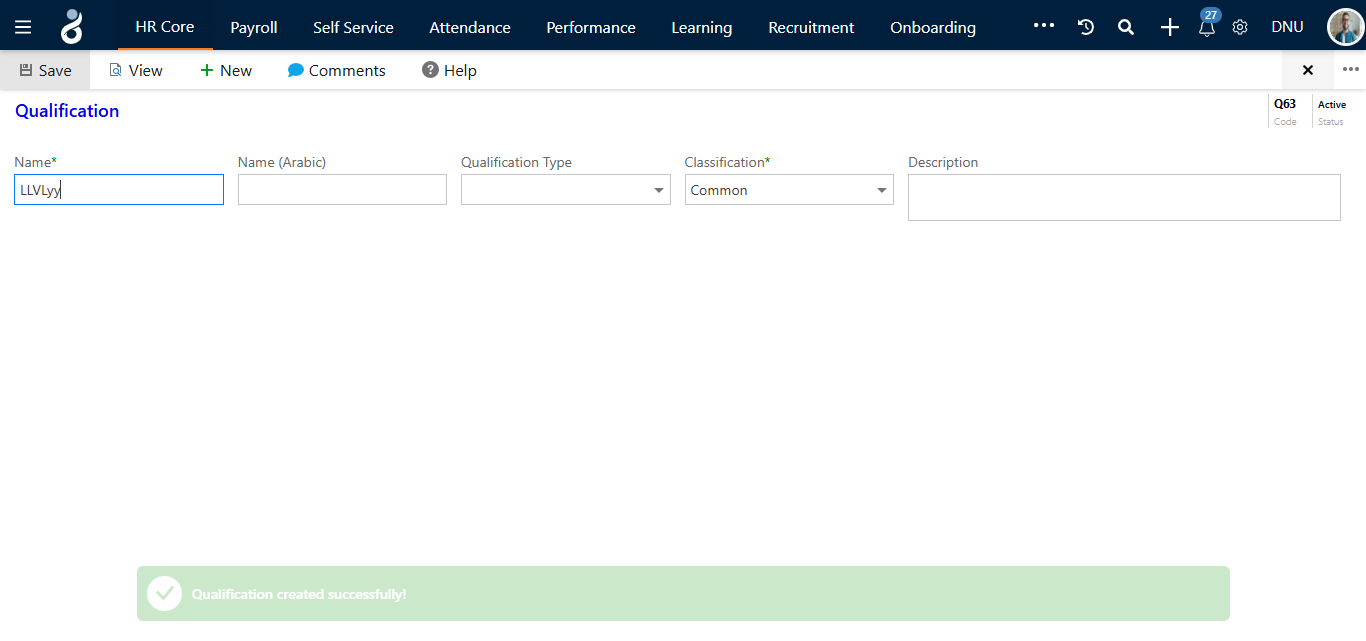 HR Core Payroll Self Service Attendance Performance Learning Recruitment Onboarding ••• 27 DNU
Save View New Comments ? Help •••
Qualification
Q63 Active
Code Status
Name* Name (Arabic) Qualification Type Classification* Description
LLVLyy Common
Qualification created successfully!